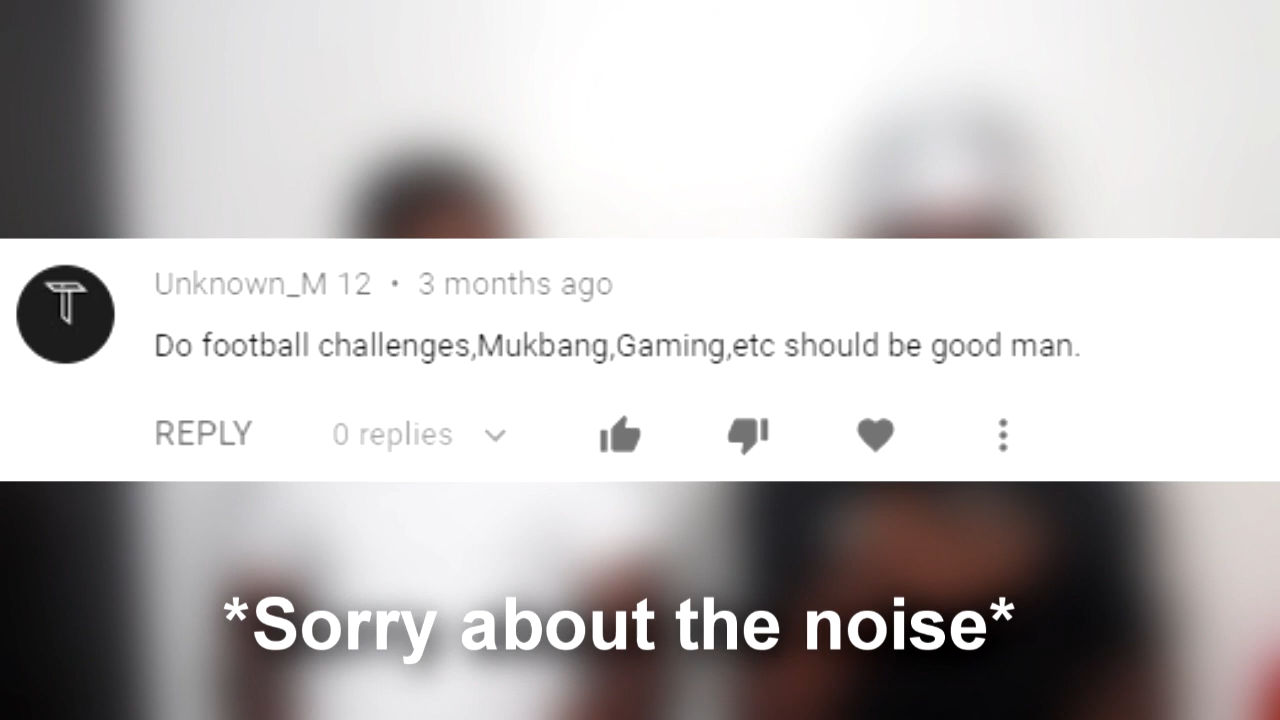 Unknown_M 12 • 3 months ago
Do football challenges,Mukbang,Gaming,etc should be good man.
REPLY 0 replies
*Sorry about the noise*